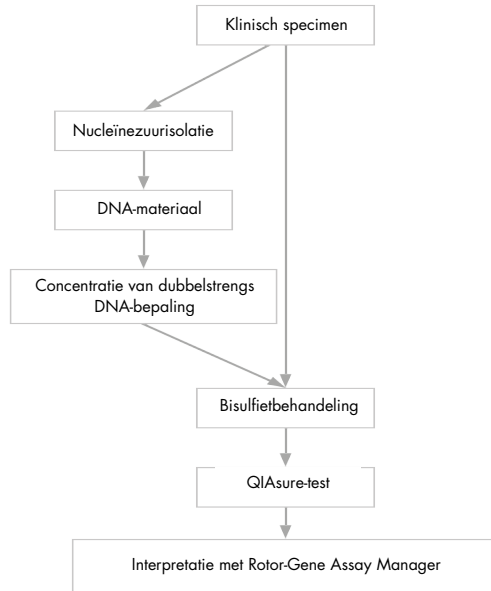 Klinisch specimen
Nucleïnezuurisolatie
DNA-materiaal
Concentratie van dubbelstrengs
DNA-bepaling
Bisulfietbehandeling
QIAsure-test
Interpretatie met Rotor-Gene Assay Manager